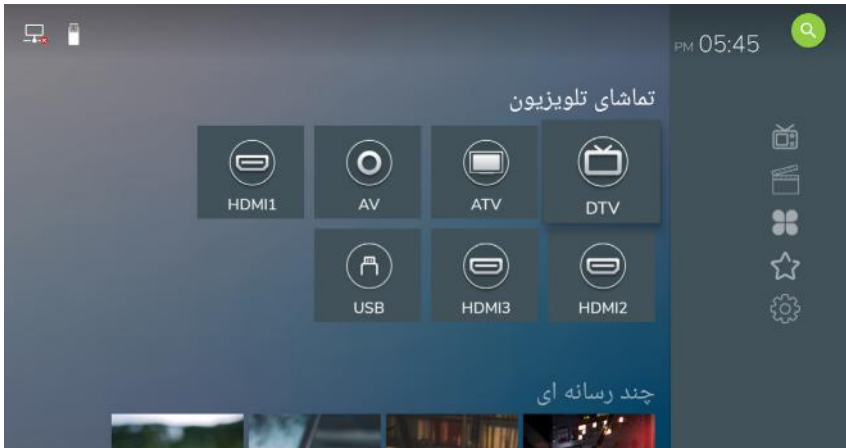 PM 05:45
تماشای تلویزیون
DTV
ATV
AV
HDMI1
HDMI2
HDMI3
USB
چند رسانه ای